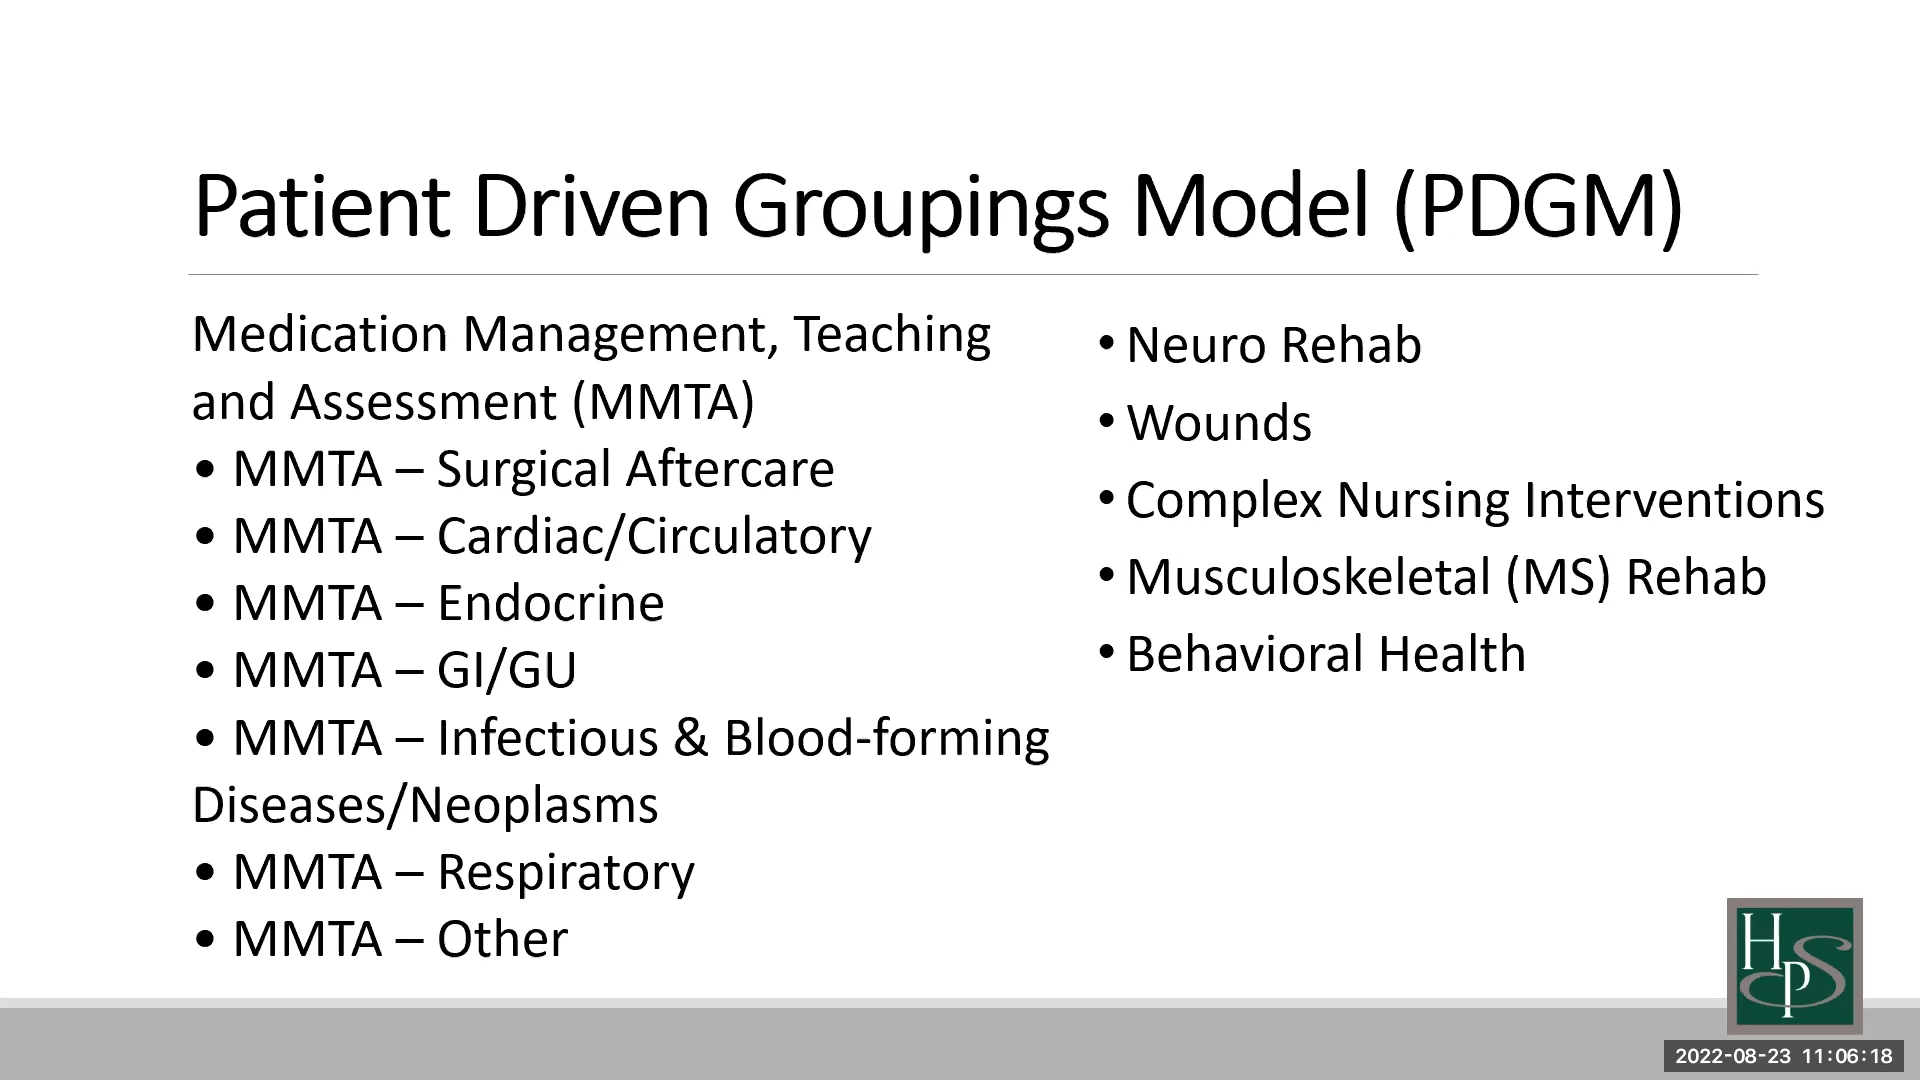 Patient Driven Groupings Model (PDGM)
Medication Management, Teaching
and Assessment (MMTA)
• MMTA – Surgical Aftercare
• MMTA – Cardiac/Circulatory
• MMTA – Endocrine
• MMTA – GI/GU
• MMTA – Infectious & Blood-forming
Diseases/Neoplasms
• MMTA – Respiratory
• MMTA – Other
• Neuro Rehab
• Wounds
• Complex Nursing Interventions
• Musculoskeletal (MS) Rehab
• Behavioral Health
HPS
2022-08-23 11:06:18